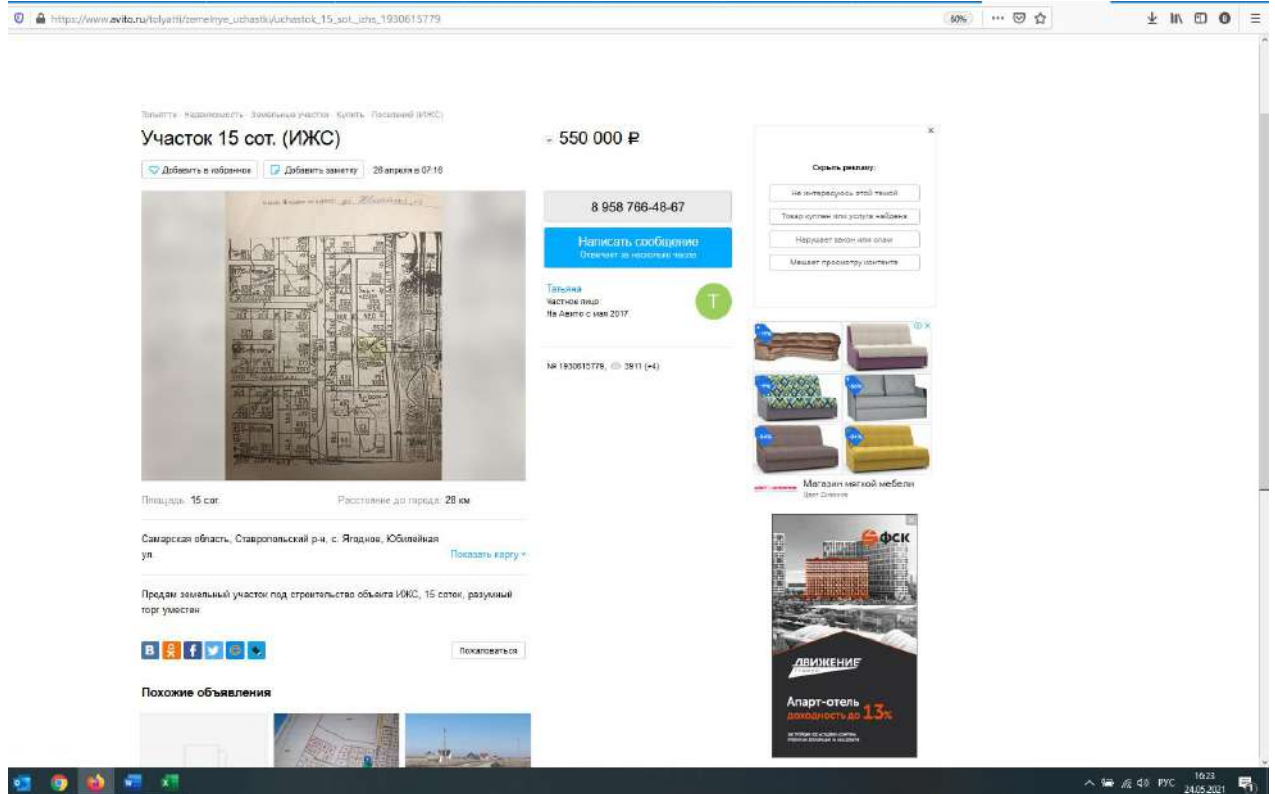 https://www.avito.ru/tolyatti/zemelnye_uchastki/uchastok_15_sot._izhs_1930615779
80%
Тольятти Недвижимость Земельные участки Купить Поселений (ИЖС)
Участок 15 сот. (ИЖС)
550 000 ₽
Добавить в избранное
Добавить заметку
26 апреля в 07:16
8 958 766-48-67
Написать сообщение
Отвечает за несколько часов
Татьяна
Частное лицо
На Авито с мая 2017
Т
№ 1930615779, 3911 (+4)
Площадь: 15 сот.
Расстояние до города: 28 км
Самарская область, Ставропольский р-н, с. Ягодное, Юбилейная
ул.
Показать карту
Продам земельный участок под строительство объекта ИЖС, 15 соток, разумный
торг уместен
Пожаловаться
Похожие объявления
Скрыть рекламу:
Не интересуюсь этой темой
Товар куплен или услуга найдена
Нарушает закон или спам
Мешает просмотру контента
Магазин мягкой мебели
Цвет Диванов
ФСК
ДВИЖЕНИЕ
Апарт-отель
доходность до 13%
РУС
16:23
24.05.2021